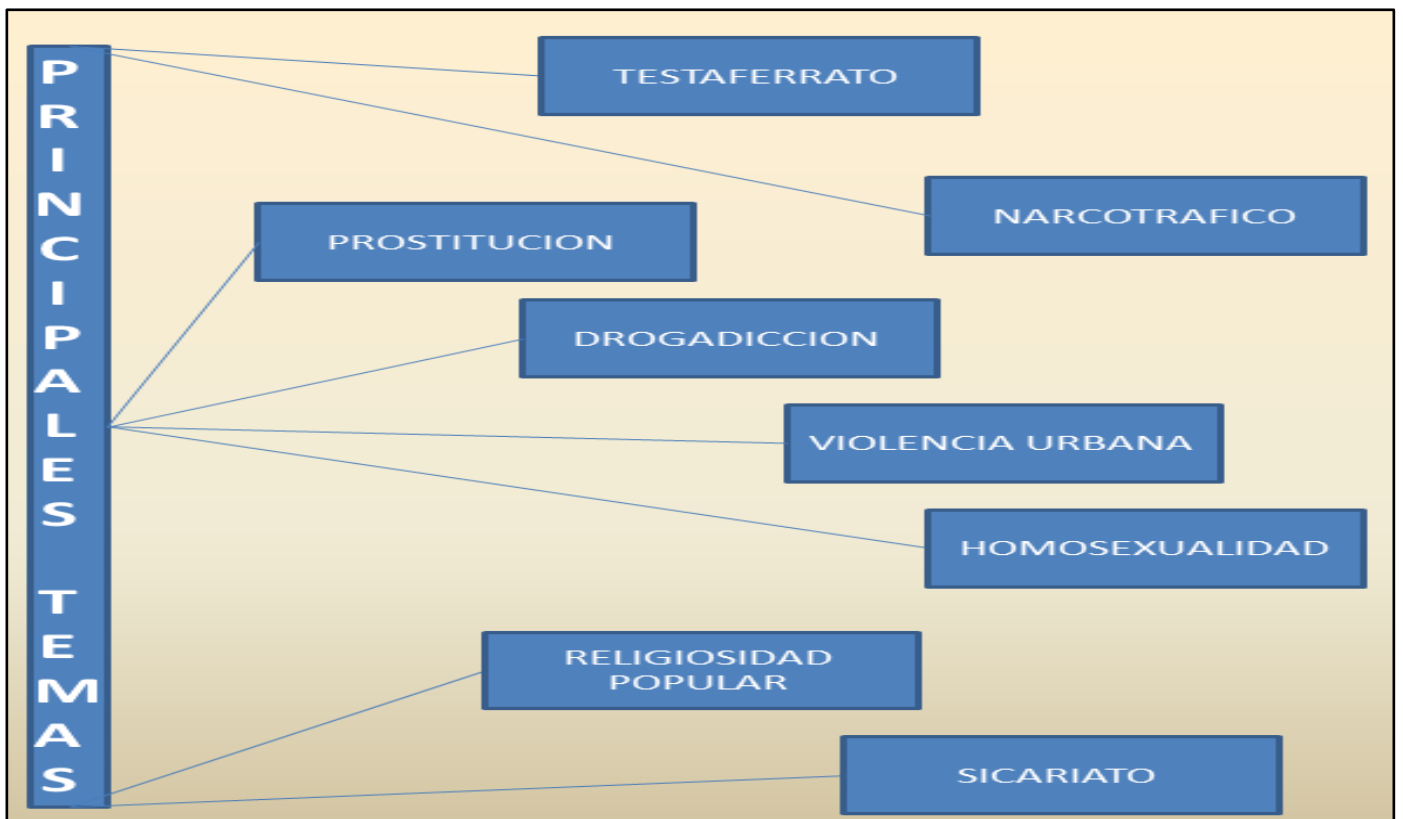 PRINCIPALES TEMAS
TESTAFERRATO
NARCOTRAFICO
PROSTITUCION
DROGADICCION
VIOLENCIA URBANA
HOMOSEXUALIDAD
RELIGIOSIDAD
POPULAR
SICARIATO